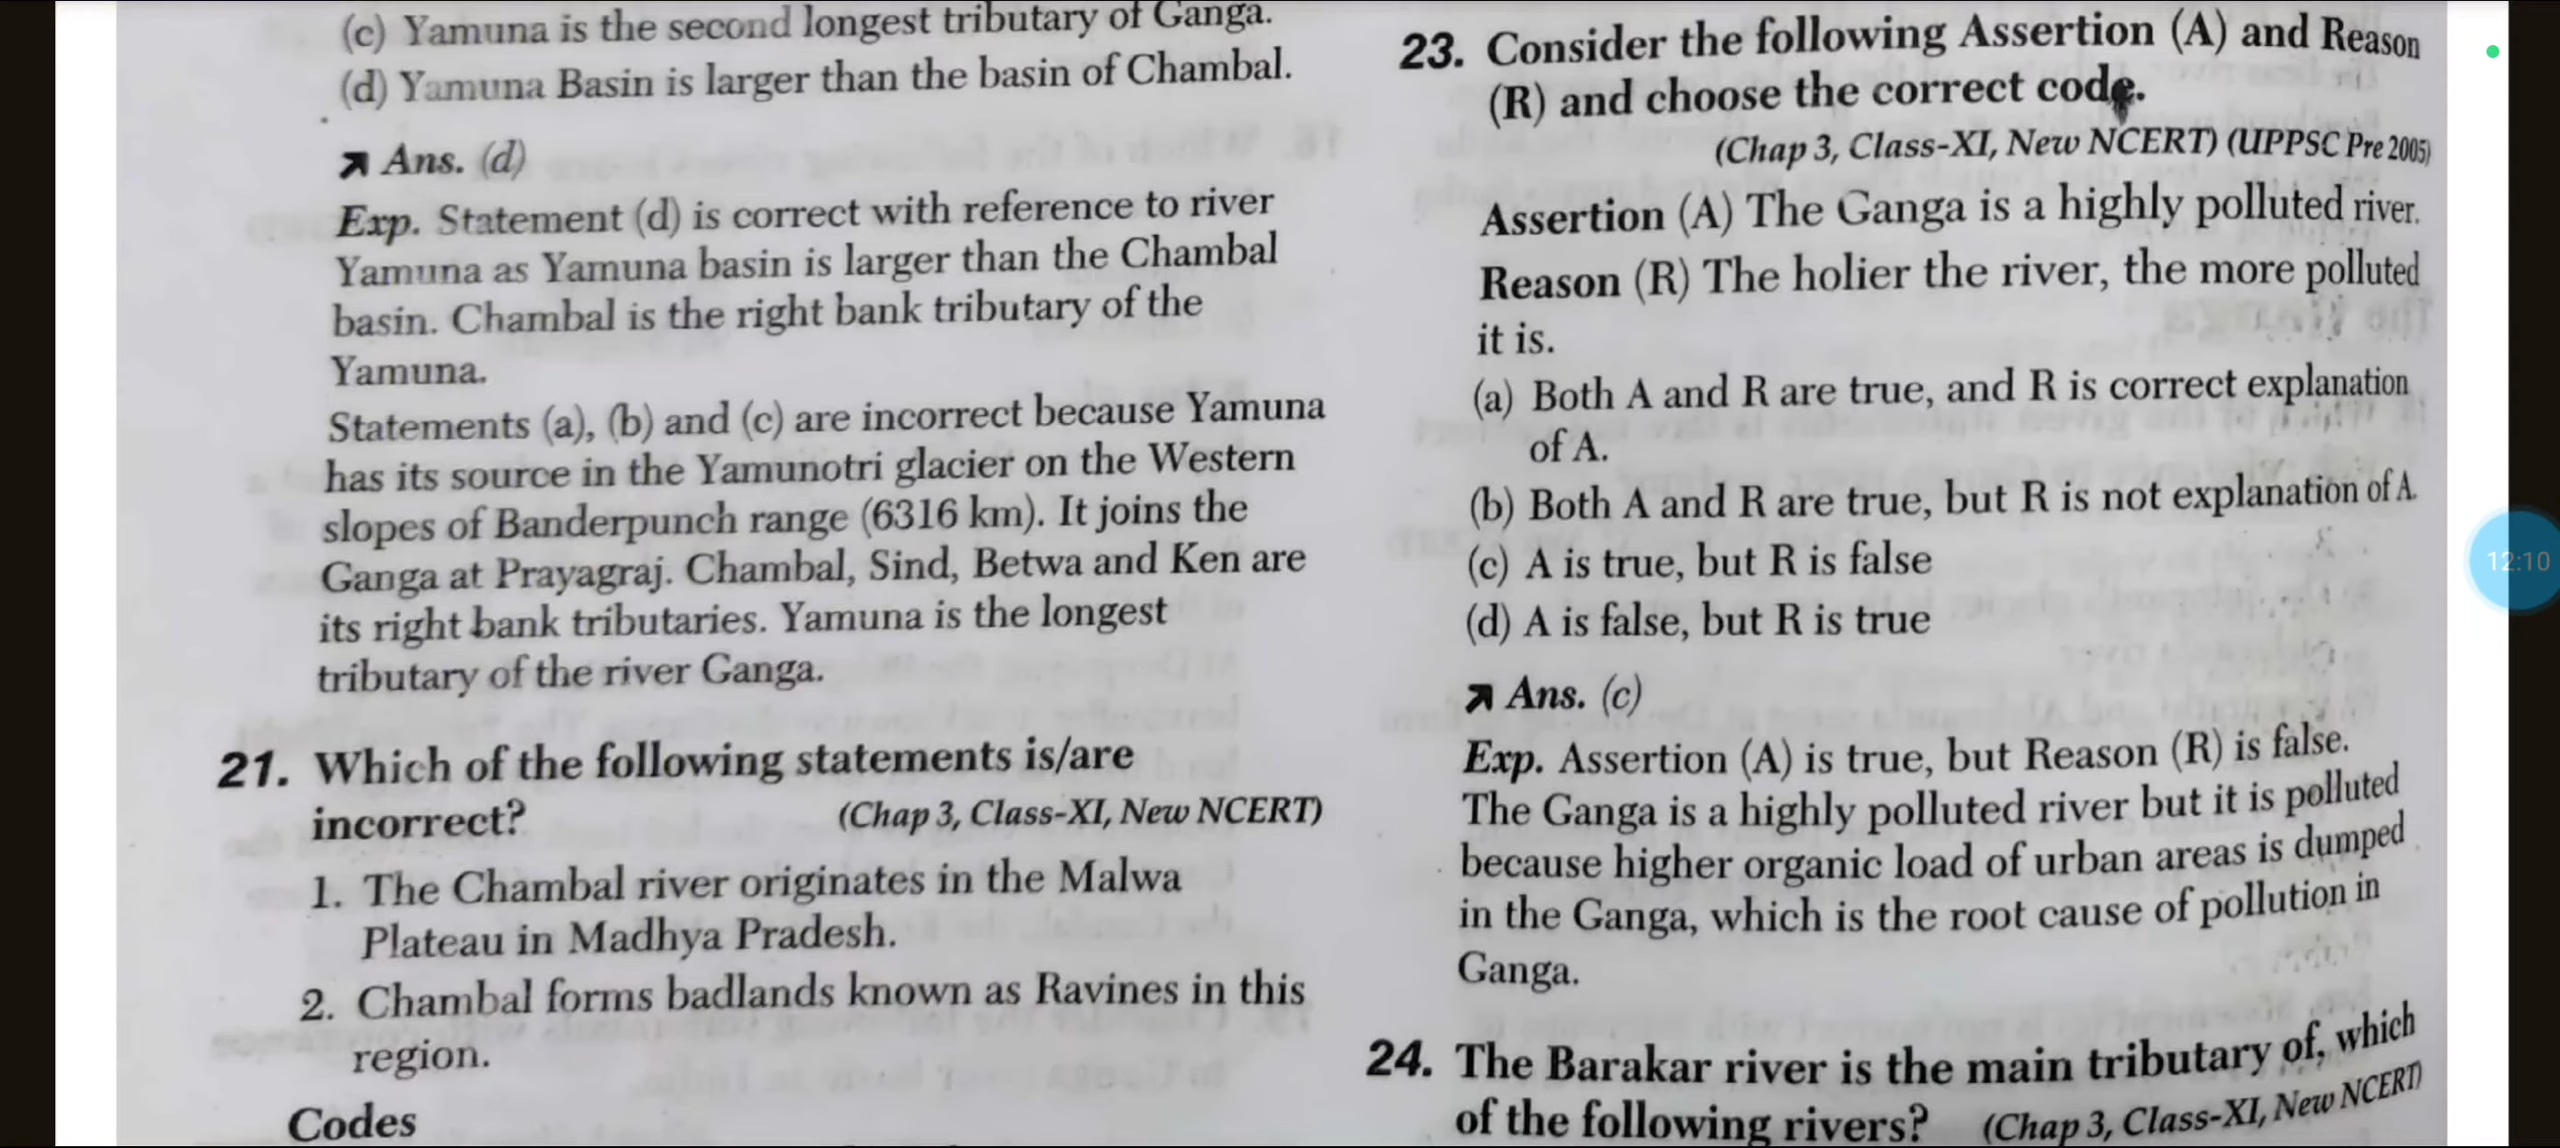 (c) Yamuna is the second longest tributary of Ganga.
(d) Yamuna Basin is larger than the basin of Chambal.
Ans. (d)
Exp. Statement (d) is correct with reference to river
Yamuna as Yamuna basin is larger than the Chambal
basin. Chambal is the right bank tributary of the
Yamuna.
Statements (a), (b) and (c) are incorrect because Yamuna
has its source in the Yamunotri glacier on the Western
slopes of Banderpunch range (6316 km). It joins the
Ganga at Prayagraj. Chambal, Sind, Betwa and Ken are
its right bank tributaries. Yamuna is the longest
tributary of the river Ganga.
21. Which of the following statements is/are
incorrect? (Chap 3, Class-XI, New NCERT)
1. The Chambal river originates in the Malwa
Plateau in Madhya Pradesh.
2. Chambal forms badlands known as Ravines in this
region.
Codes
23. Consider the following Assertion (A) and Reason
(R) and choose the correct code.
(Chap 3, Class-XI, New NCERT) (UPPSC Pre 2005)
Assertion (A) The Ganga is a highly polluted river.
Reason (R) The holier the river, the more polluted
it is.
(a) Both A and R are true, and R is correct explanation
of A.
(b) Both A and R are true, but R is not explanation of A.
(c) A is true, but R is false
(d) A is false, but R is true
Ans. (c)
Exp. Assertion (A) is true, but Reason (R) is false.
The Ganga is a highly polluted river but it is polluted
because higher organic load of urban areas is dumped
in the Ganga, which is the root cause of pollution in
Ganga.
24. The Barakar river is the main tributary of, which
of the following rivers? (Chap 3, Class-XI, New NCERT)
12:10